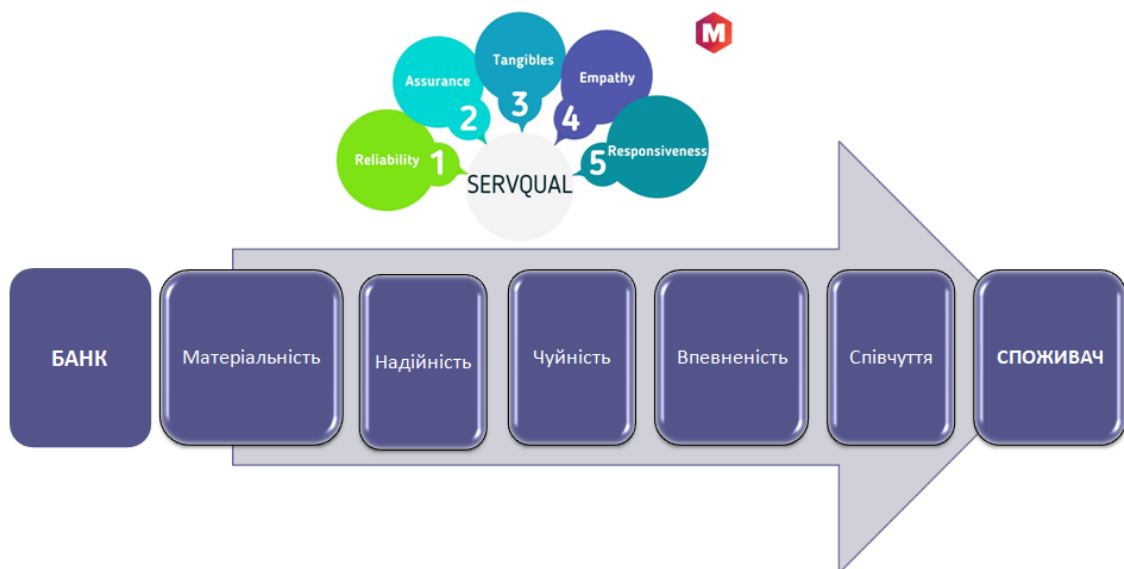 M
Tangibles
3
Assurance
2
Empathy
4
Reliability
1
Responsiveness
5
SERVQUAL
БАНК
Матеріальність
Надійність
Чуйність
Впевненість
Співчуття
СПОЖИВАЧ